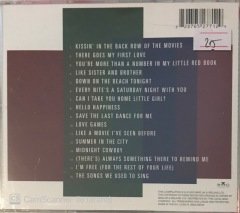 KISSIN' IN THE BACK ROW OF THE MOVIES
THERE GOES MY FIRST LOVE
YOU'RE MORE THAN A NUMBER IN MY LITTLE RED BOOK
LIKE SISTER AND BROTHER
DOWN ON THE BEACH TONIGHT
EVERY NITE'S A SATURDAY NIGHT WITH YOU
CAN I TAKE YOU HOME LITTLE GIRL?
HELLO HAPPINESS
SAVE THE LAST DANCE FOR ME
LOVE GAMES
LIKE A MOVIE I'VE SEEN BEFORE
SUMMER IN THE CITY
MIDNIGHT COWBOY
(THERE'S) ALWAYS SOMETHING THERE TO REMIND ME
I'M FREE (FOR THE REST OF YOUR LIFE)
THE SONGS WE USED TO SING
CamScanner